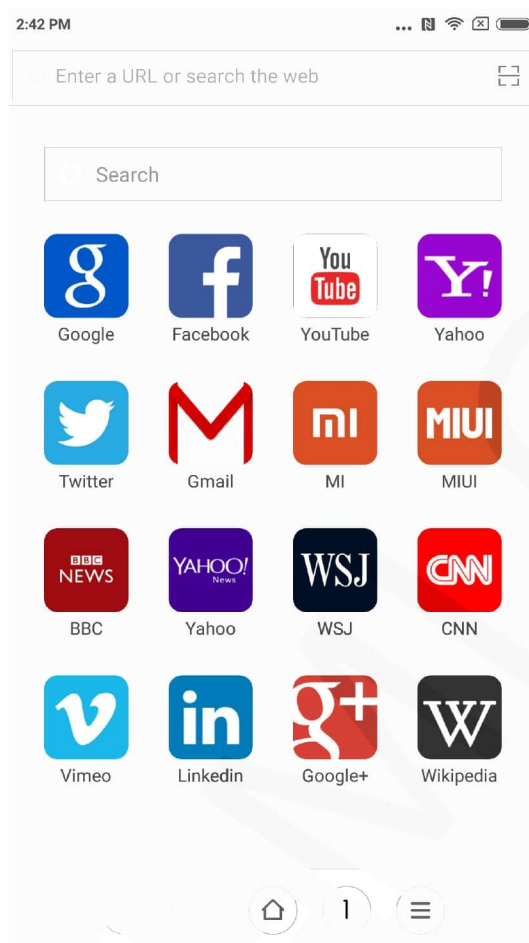 2:42 PM
Enter a URL or search the web
Search
g f You Tube Y!
Google Facebook YouTube Yahoo
M mi MIUI
Twitter Gmail MI MIUI
BBC NEWS YAHOO! News WSJ CNN
BBC Yahoo WSJ CNN
v in g+ W
Vimeo Linkedin Google+ Wikipedia
1